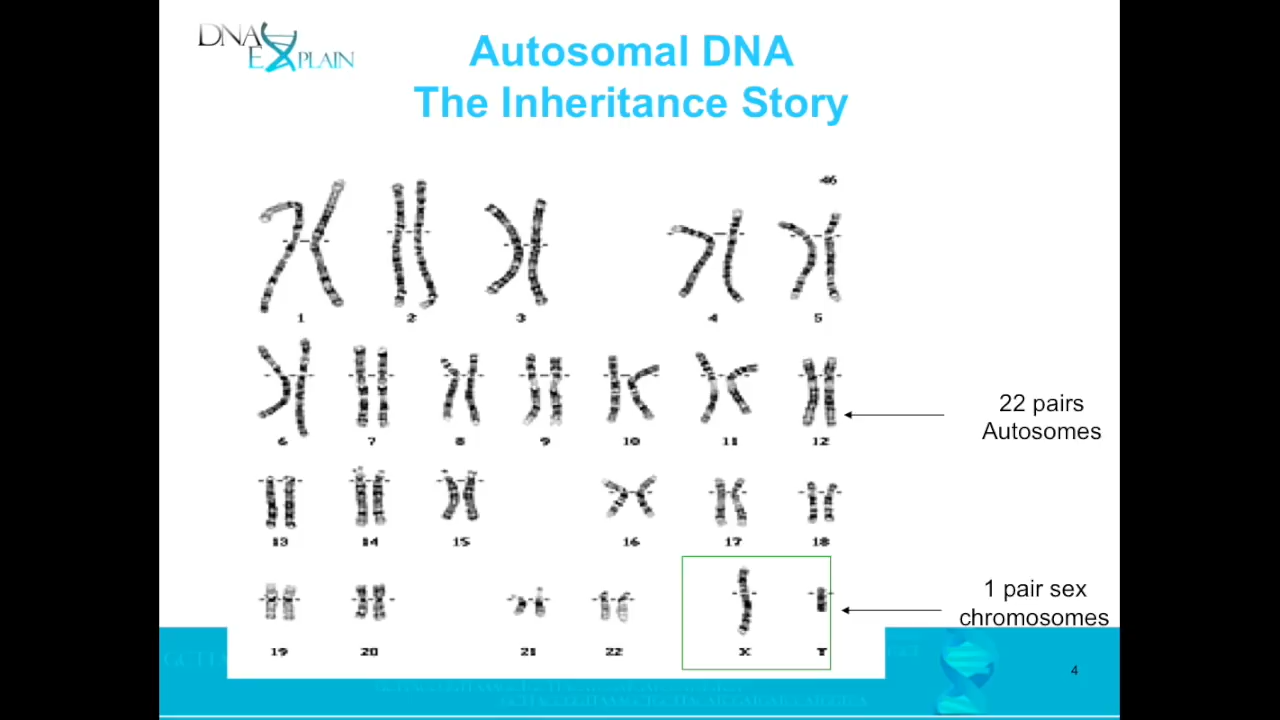 DNA
EXPLAIN
Autosomal DNA
The Inheritance Story
46
1 2 3 4 5
6 7 8 9 10 11 12
22 pairs
Autosomes
13 14 15 16 17 18
1 pair sex
chromosomes
19 20 21 22 X Y
4